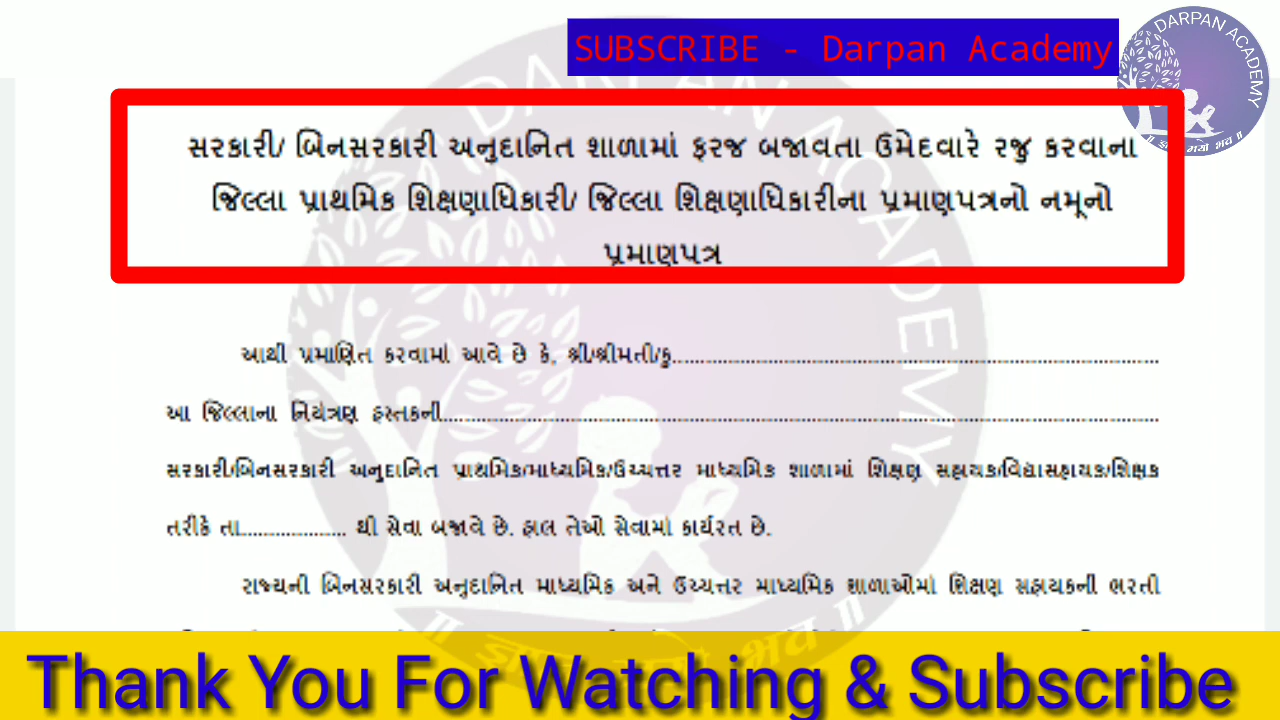 SUBSCRIBE - Darpan Academy
DARPAN ACADEMY
સરકારી/ બિનસરકારી અનુદાનિત શાળામાં ફરજ બજાવતા ઉમેદવારે રજુ કરવાના
જિલ્લા પ્રાથમિક શિક્ષણાધિકારી/ જિલ્લા શિક્ષણાધિકારીના પ્રમાણપત્રનો નમૂનો
પ્રમાણપત્ર
આથી પ્રમાણિત કરવામાં આવે છે કે, શ્રી/શ્રીમતી/કુ..............................
આ જિલ્લાના નિયંત્રણ હસ્તકની..............................
સરકારી/બિનસરકારી અનુદાનિત પ્રાથમિક/માધ્યમિક/ઉચ્ચત્તર માધ્યમિક શાળામાં શિક્ષણ સહાયક/વિદ્યાસહાયક/શિક્ષક
તરીકે તા..................... થી સેવા બજાવે છે. હાલ તેઓ સેવામાં કાર્યરત છે.
રાજ્યની બિનસરકારી અનુદાનિત માધ્યમિક અને ઉચ્ચત્તર માધ્યમિક શાળાઓમાં શિક્ષણ સહાયકની ભરતી
DARPAN ACADEMY
Thank You For Watching & Subscribe